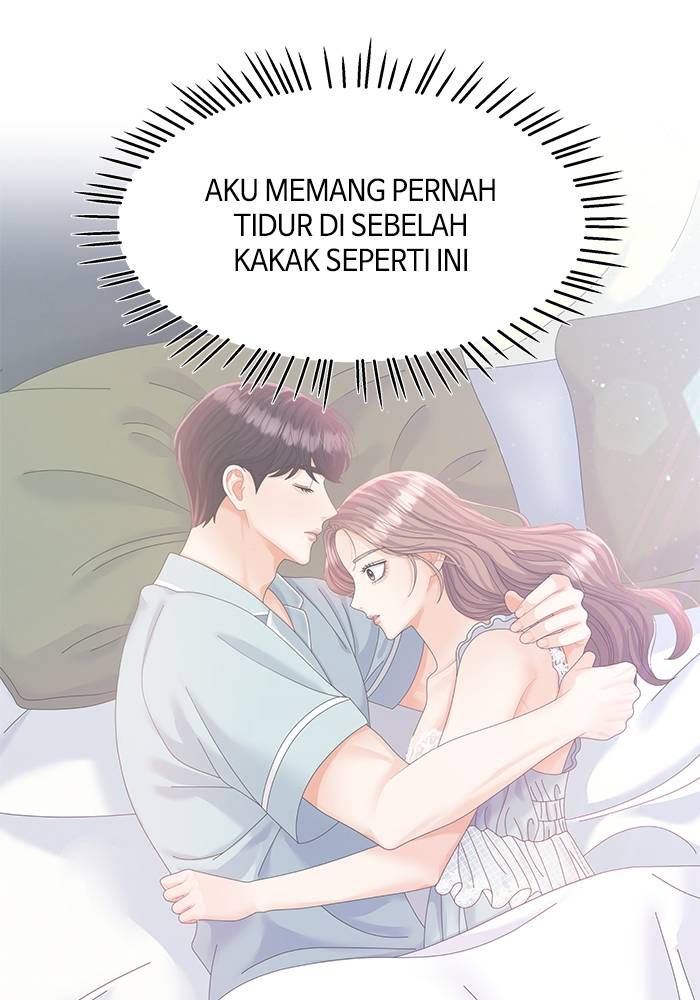 AKU MEMANG PERNAH
TIDUR DI SEBELAH
KAKAK SEPERTI INI